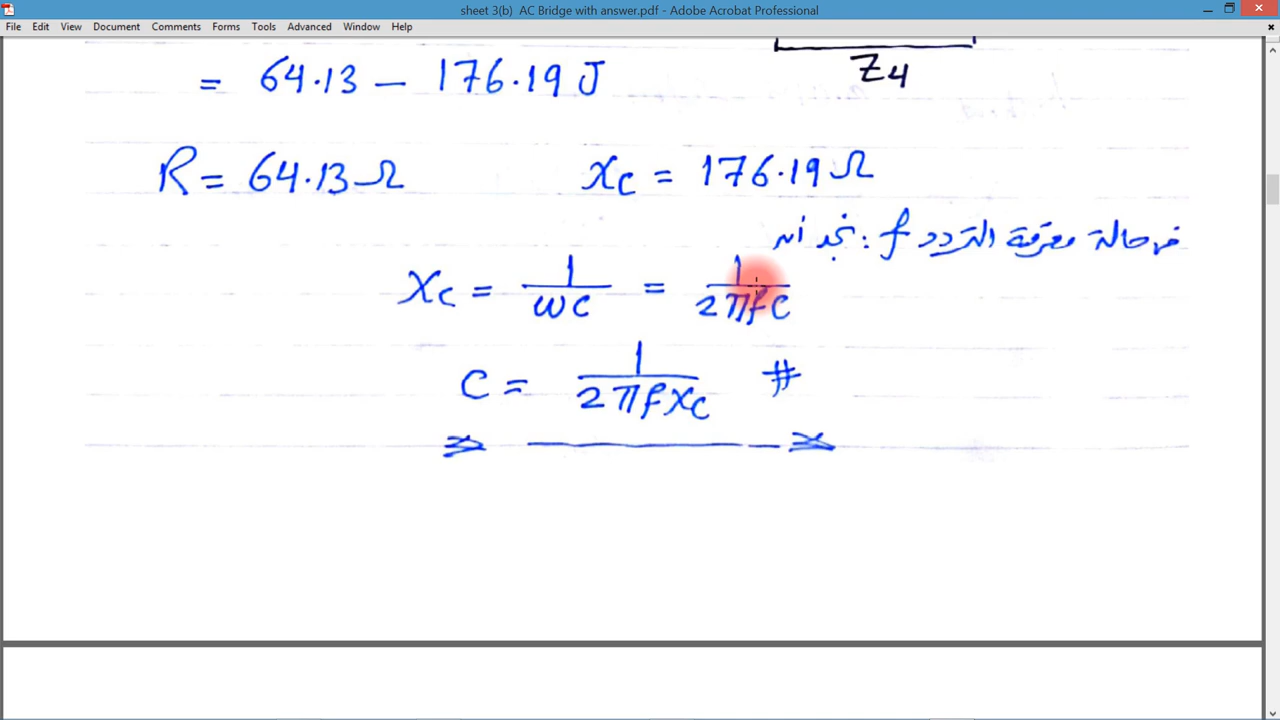 sheet 3(b) AC Bridge with answer.pdf - Adobe Acrobat Professional
File Edit View Document Comments Forms Tools Advanced Window Help
= 64.13 - 176.19 J
Z4
R = 64.13 Ω Xc = 176.19 Ω
فى حالة معرفة التردد f : نجد أن
Xc = 1/ωC = 1/2πfC
C = 1/2πfXc #